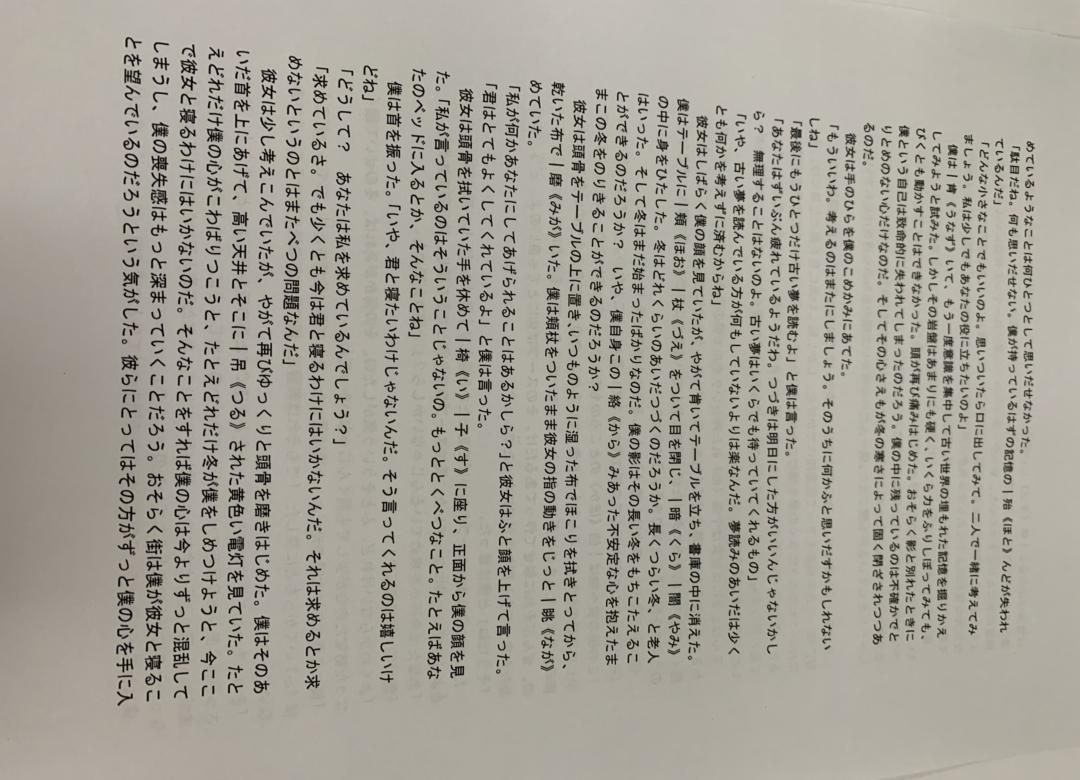 めているようなことは何ひとつとして思いだせなかった。
「駄目だね。何も思いだせない。僕が持っているはずの記憶の｜殆《ほと》んどが失われ
ているんだ」
「どんな小さなことでもいいのよ。思いついたら口に出してみて。二人で一緒に考えてみ
ましょう。私は少しでもあなたの役に立ちたいのよ」
僕は｜肯《うなず》いて、もう一度意識を集中して古い世界の埋もれた記憶を掘りかえ
してみようと試みた。しかしその岩盤はあまりにも硬く、いくら力をふりしぼってみても、
びくとも動かすことはできなかった。頭が再び痛みはじめた。おそらく影と別れたときに
僕という自己は致命的に失われてしまったのだろう。僕の中に残っているのは不確かでと
りとめのない心だけなのだ。そしてその心さえもが冬の寒さによって固く閉ざされつつあ
るのだ。
彼女は手のひらを僕のこめかみにあてた。
「もういいわ。考えるのはまたにしましょう。そのうちに何かふと思いだすかもしれない
しね」
「最後にもうひとつだけ古い夢を読むよ」と僕は言った。
「あなたはずいぶん疲れているようだわ。つづきは明日にした方がいいんじゃないかし
ら？　無理することはないのよ。古い夢はいくらでも待っていてくれるもの」
「いや、古い夢を読んでいる方が何もしていないよりは楽なんだ。夢読みのあいだは少く
とも何かを考えずに済むからね」
彼女はしばらく僕の顔を見ていたが、やがて肯いてテーブルを立ち、書庫の中に消えた。
僕はテーブルに｜頬《ほお》｜杖《づえ》をついて目を閉じ、｜暗《くら》｜闇《やみ》
の中に身をひたした。冬はどれくらいのあいだつづくのだろうか。長くつらい冬、と老人
はいった。そして冬はまだ始まったばかりなのだ。僕の影はその長い冬をもちこたえるこ
とができるのだろうか？　いや、僕自身この｜絡《から》みあった不安定な心を抱えたま
まこの冬をのりきることができるのだろうか？
彼女は頭骨をテーブルの上に置き、いつものように湿った布でほこりを拭きとってから、
乾いた布で｜磨《みが》いた。僕は頬杖をついたまま彼女の指の動きをじっと｜眺《なが》
めていた。
「私が何かあなたにしてあげられることはあるかしら？」と彼女はふと顔を上げて言った。
「君はとてもよくしてくれているよ」と僕は言った。
彼女は頭骨を拭いていた手を休めて｜椅《い》｜子《す》に座り、正面から僕の顔を見
た。「私が言っているのはそういうことじゃないの。もっととくべつなこと。たとえばあな
たのベッドに入るとか、そんなことね」
僕は首を振った。「いや、君と寝たいわけじゃないんだ。そう言ってくれるのは嬉しいけ
どね」
「どうして？　あなたは私を求めているんでしょう？」
「求めているさ。でも少くとも今は君と寝るわけにはいかないんだ。それは求めるとか求
めないというのとはまたべつの問題なんだ」
彼女は少し考えこんでいたが、やがて再びゆっくりと頭骨を磨きはじめた。僕はそのあ
いだ首を上にあげて、高い天井とそこに｜吊《つる》された黄色い電灯を見ていた。たと
えどれだけ僕の心がこわばりつこうと、たとえどれだけ冬が僕をしめつけようと、今ここ
で彼女と寝るわけにはいかないのだ。そんなことをすれば僕の心は今よりずっと混乱して
しまうし、僕の喪失感はもっと深まっていくことだろう。おそらく街は僕が彼女と寝るこ
とを望んでいるのだろうという気がした。彼らにとってはその方がずっと僕の心を手に入